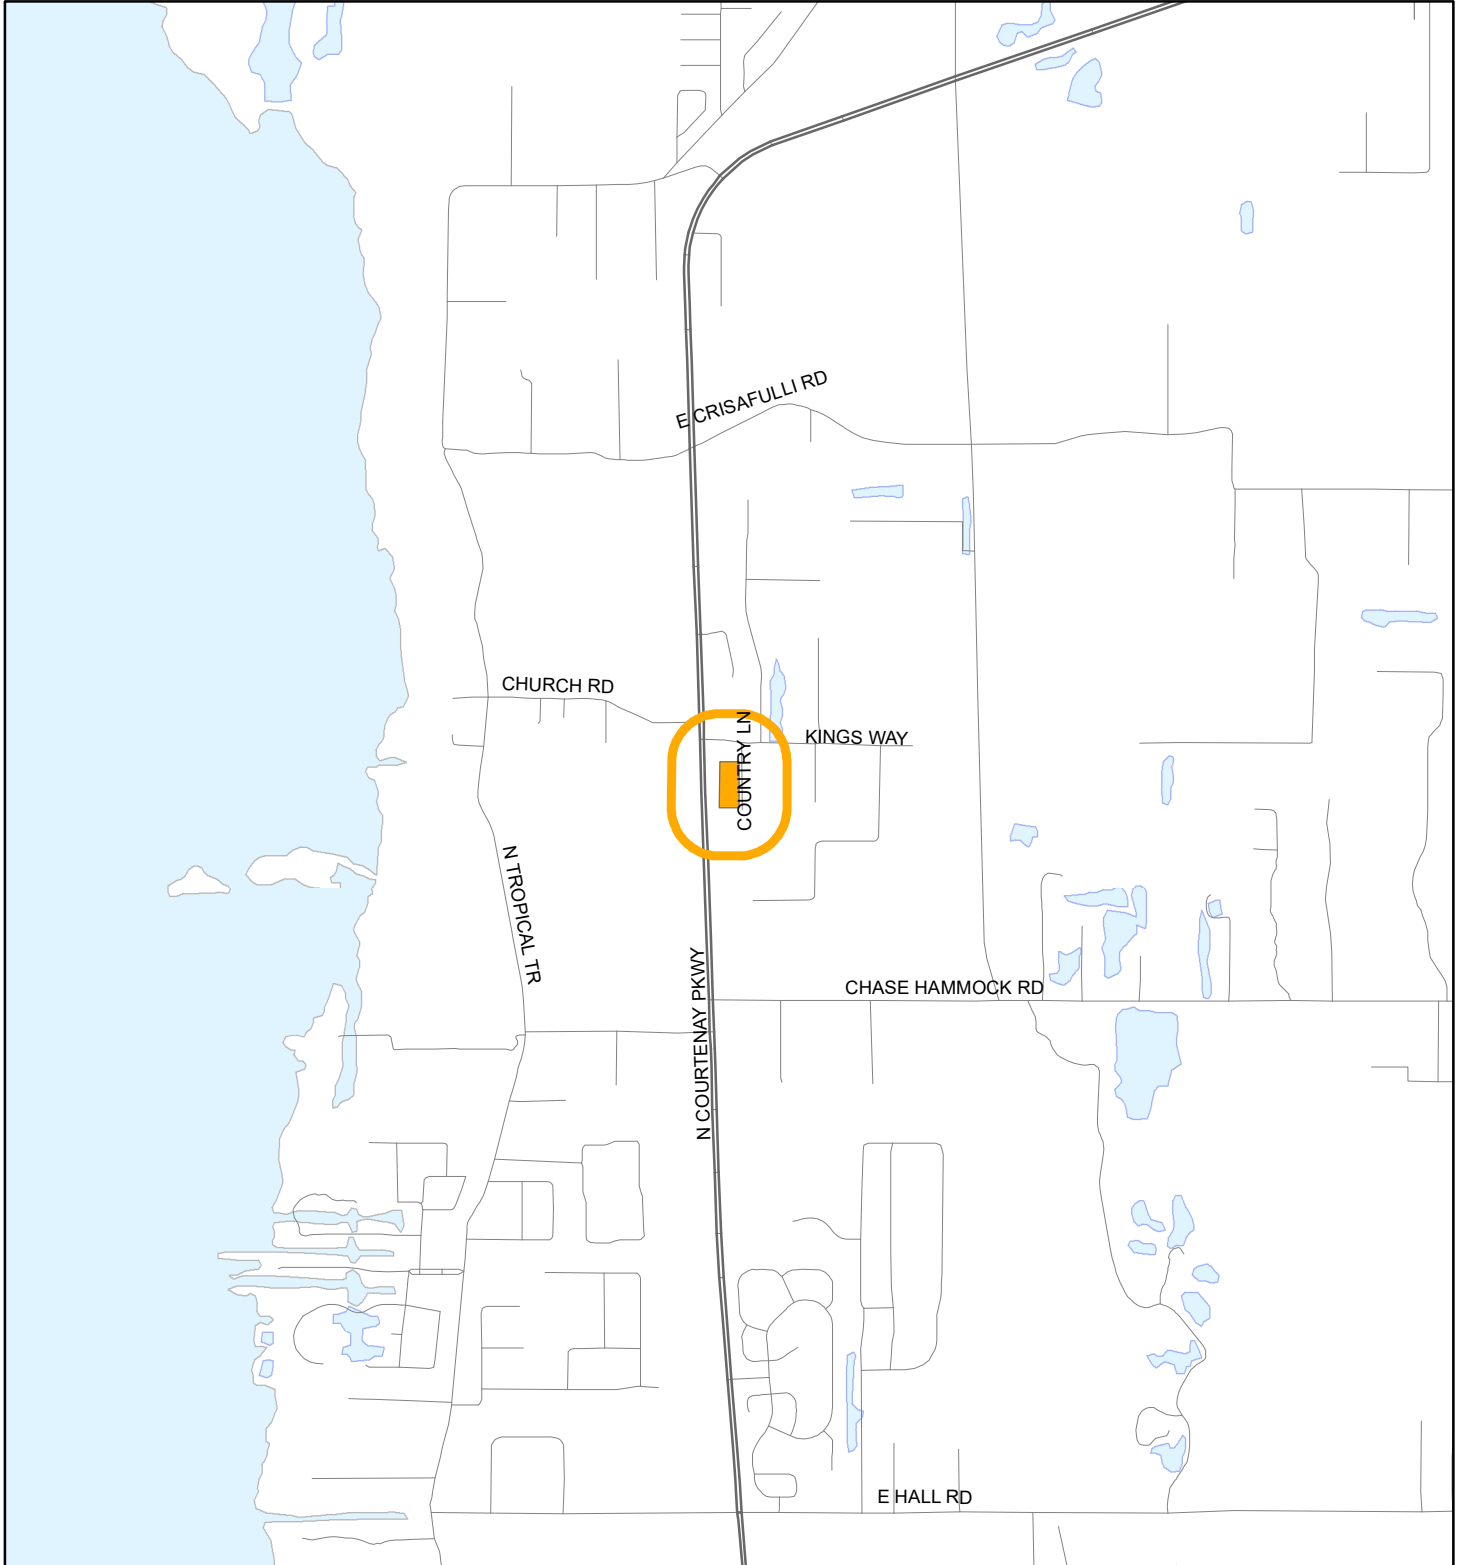 E CRISAFULLI RD
CHURCH RD
COUNTRY LN
KINGS WAY
N TROPICAL TR
N COURTENAY PKWY
CHASE HAMMOCK RD
E HALL RD